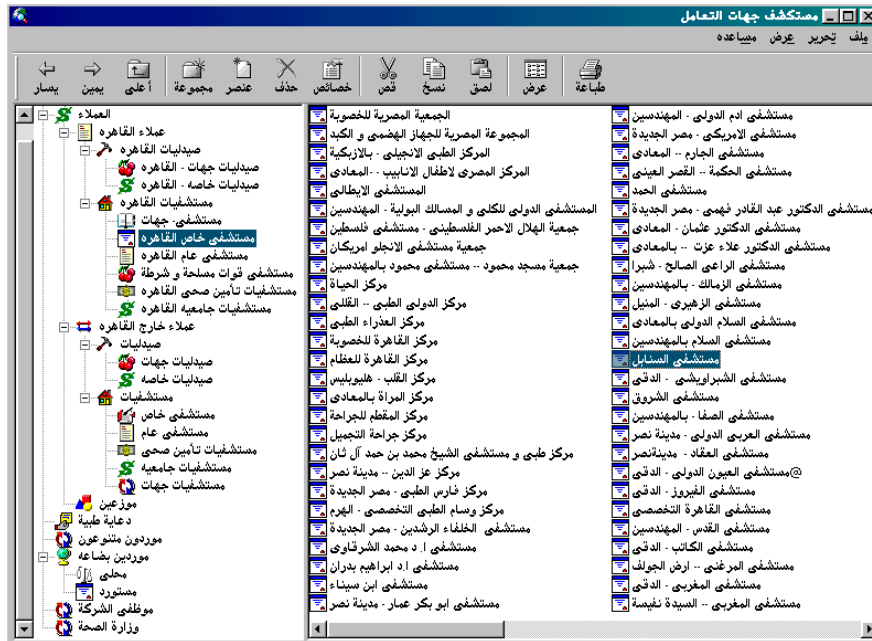 مستكشف جهات التعامل
ملف تحرير عرض مساعده
يسار يمين أعلى مجموعة عنصر حذف خصائص قص نسخ لصق عرض طباعة
العملاء
عملاء القاهره
صيدليات القاهره
صيدليات جهات - القاهره
صيدليات خاصه - القاهره
مستشفيات القاهره
مستشفى- جهات
مستشفى خاص القاهره
مستشفى عام القاهره
مستشفى قوات مسلحة و شرطة
مستشفيات تأمين صحى القاهره
مستشفيات جامعيه القاهره
عملاء خارج القاهره
صيدليات
صيدليات جهات
صيدليات خاصه
مستشفيات
مستشفى خاص
مستشفى عام
مستشفيات تأمين صحى
مستشفيات جامعيه
مستشفيات جهات
موزعين
دعاية طبية
موردون متنوعون
موردين بضاعه
محلى
مستورد
موظفى الشركة
وزارة الصحة
الجمعية المصرية للخصوبة
المجموعة المصرية للجهاز الهضمى و الكبد
المركز الطبى الانجيلى - بالازبكية
المركز المصرى لاطفال الانابيب --المعادى
المستشفى الايطالى
المستشفى الدولى للكلى و المسالك البولية - المهندسين
جمعية الهلال الاحمر الفلسطينى - مستشفى فلسطين
جمعية مستشفى الانجلو امريكان
جمعية مسجد محمود -- مستشفى محمود بالمهندسين
مركز الحياة
مركز الدولى الطبى -- القللى
مركز العذراء الطبى
مركز القاهرة للخصوبة
مركز القاهرة للعظام
مركز القلب - هليوبليس
مركز المراة بالمعادى
مركز المقطم للجراحة
مركز جراحة التجميل
مركز طبى و مستشفى الشيخ محمد بن حمد آل ثان
مركز عز الدين -- مدينة نصر
مركز فارس الطبى - مصر الجديدة
مركز وسام الطبى التخصصى - الهرم
مستشفى الخلفاء الرشدين - مصر الجديدة
مستشفى ا.د محمد الشرقاوى
مستشفى ا.د ابراهيم بدران
مستشفى ابن سيناء
مستشفى ابو بكر عمار - مدينة نصر
مستشفى ادم الدولى - المهندسين
مستشفى الامريكى - مصر الجديدة
مستشفى الجارم -- المعادى
مستشفى الحكمة -- القصر العينى
مستشفى الحمد
مستشفى الدكتور عبد القادر فهمى - مصر الجديدة
مستشفى الدكتور عثمان - المعادى
مستشفى الدكتور علاء عزت -- بالمعادى
مستشفى الراعى الصالح - شبرا
مستشفى الزمالك - بالمهندسين
مستشفى الزهيرى - المنيل
مستشفى السلام الدولى بالمعادى
مستشفى السلام بالمهندسين
مستشفى السنابل
مستشفى الشبراويشى - الدقى
مستشفى الشروق
مستشفى الصفا - بالمهندسين
مستشفى العربى الدولى - مدينة نصر
مستشفى العقاد - مدينةنصر
@مستشفى العيون الدولى - الدقى
مستشفى الفيروز - الدقى
مستشفى القاهرة التخصصى
مستشفى القدس - المهندسين
مستشفى الكاتب - الدقى
مستشفى المرغنى -- ارض الجولف
مستشفى المغربى - الدقى
مستشفى المغربى -- السيدة نفيسة